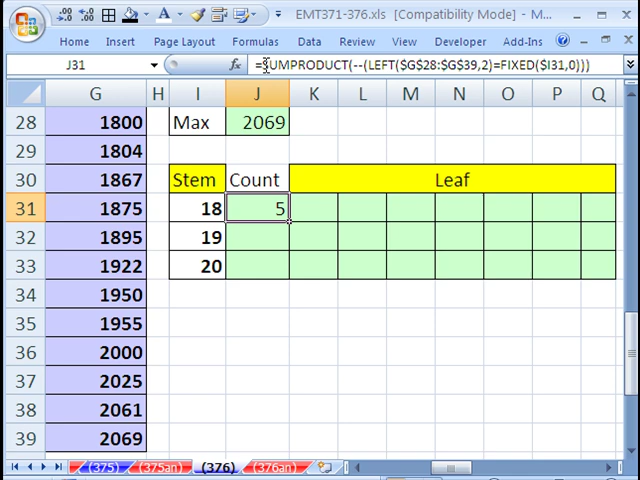 EMT371-376.xls [Compatibility Mode] - M...
Home Insert Page Layout Formulas Data Review View Developer Add-Ins
J31 fx =SUMPRODUCT(--(LEFT($G$28:$G$39,2)=FIXED($I31,0)))
G H I J K L M N O P Q
28 1800 Max 2069
29 1804
30 1867 Stem Count Leaf
31 1875 18 5
32 1895 19
33 1922 20
34 1950
35 1955
36 2000
37 2025
38 2061
39 2069
(375) (375an) (376) (376an)